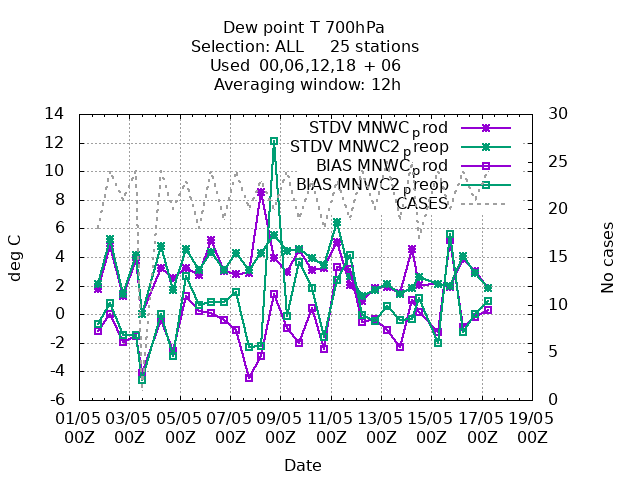 Dew point T 700hPa
Selection: ALL 25 stations
Used 00,06,12,18 + 06
Averaging window: 12h
STDV MNWC_prod
STDV MNWC2_preop
BIAS MNWC_prod
BIAS MNWC2_preop
CASES
14
12
10
8
6
4
2
0
-2
-4
-6
deg C
30
25
20
15
10
5
0
No cases
01/05 03/05 05/05 07/05 09/05 11/05 13/05 15/05 17/05 19/05
00Z 00Z 00Z 00Z 00Z 00Z 00Z 00Z 00Z 00Z
Date